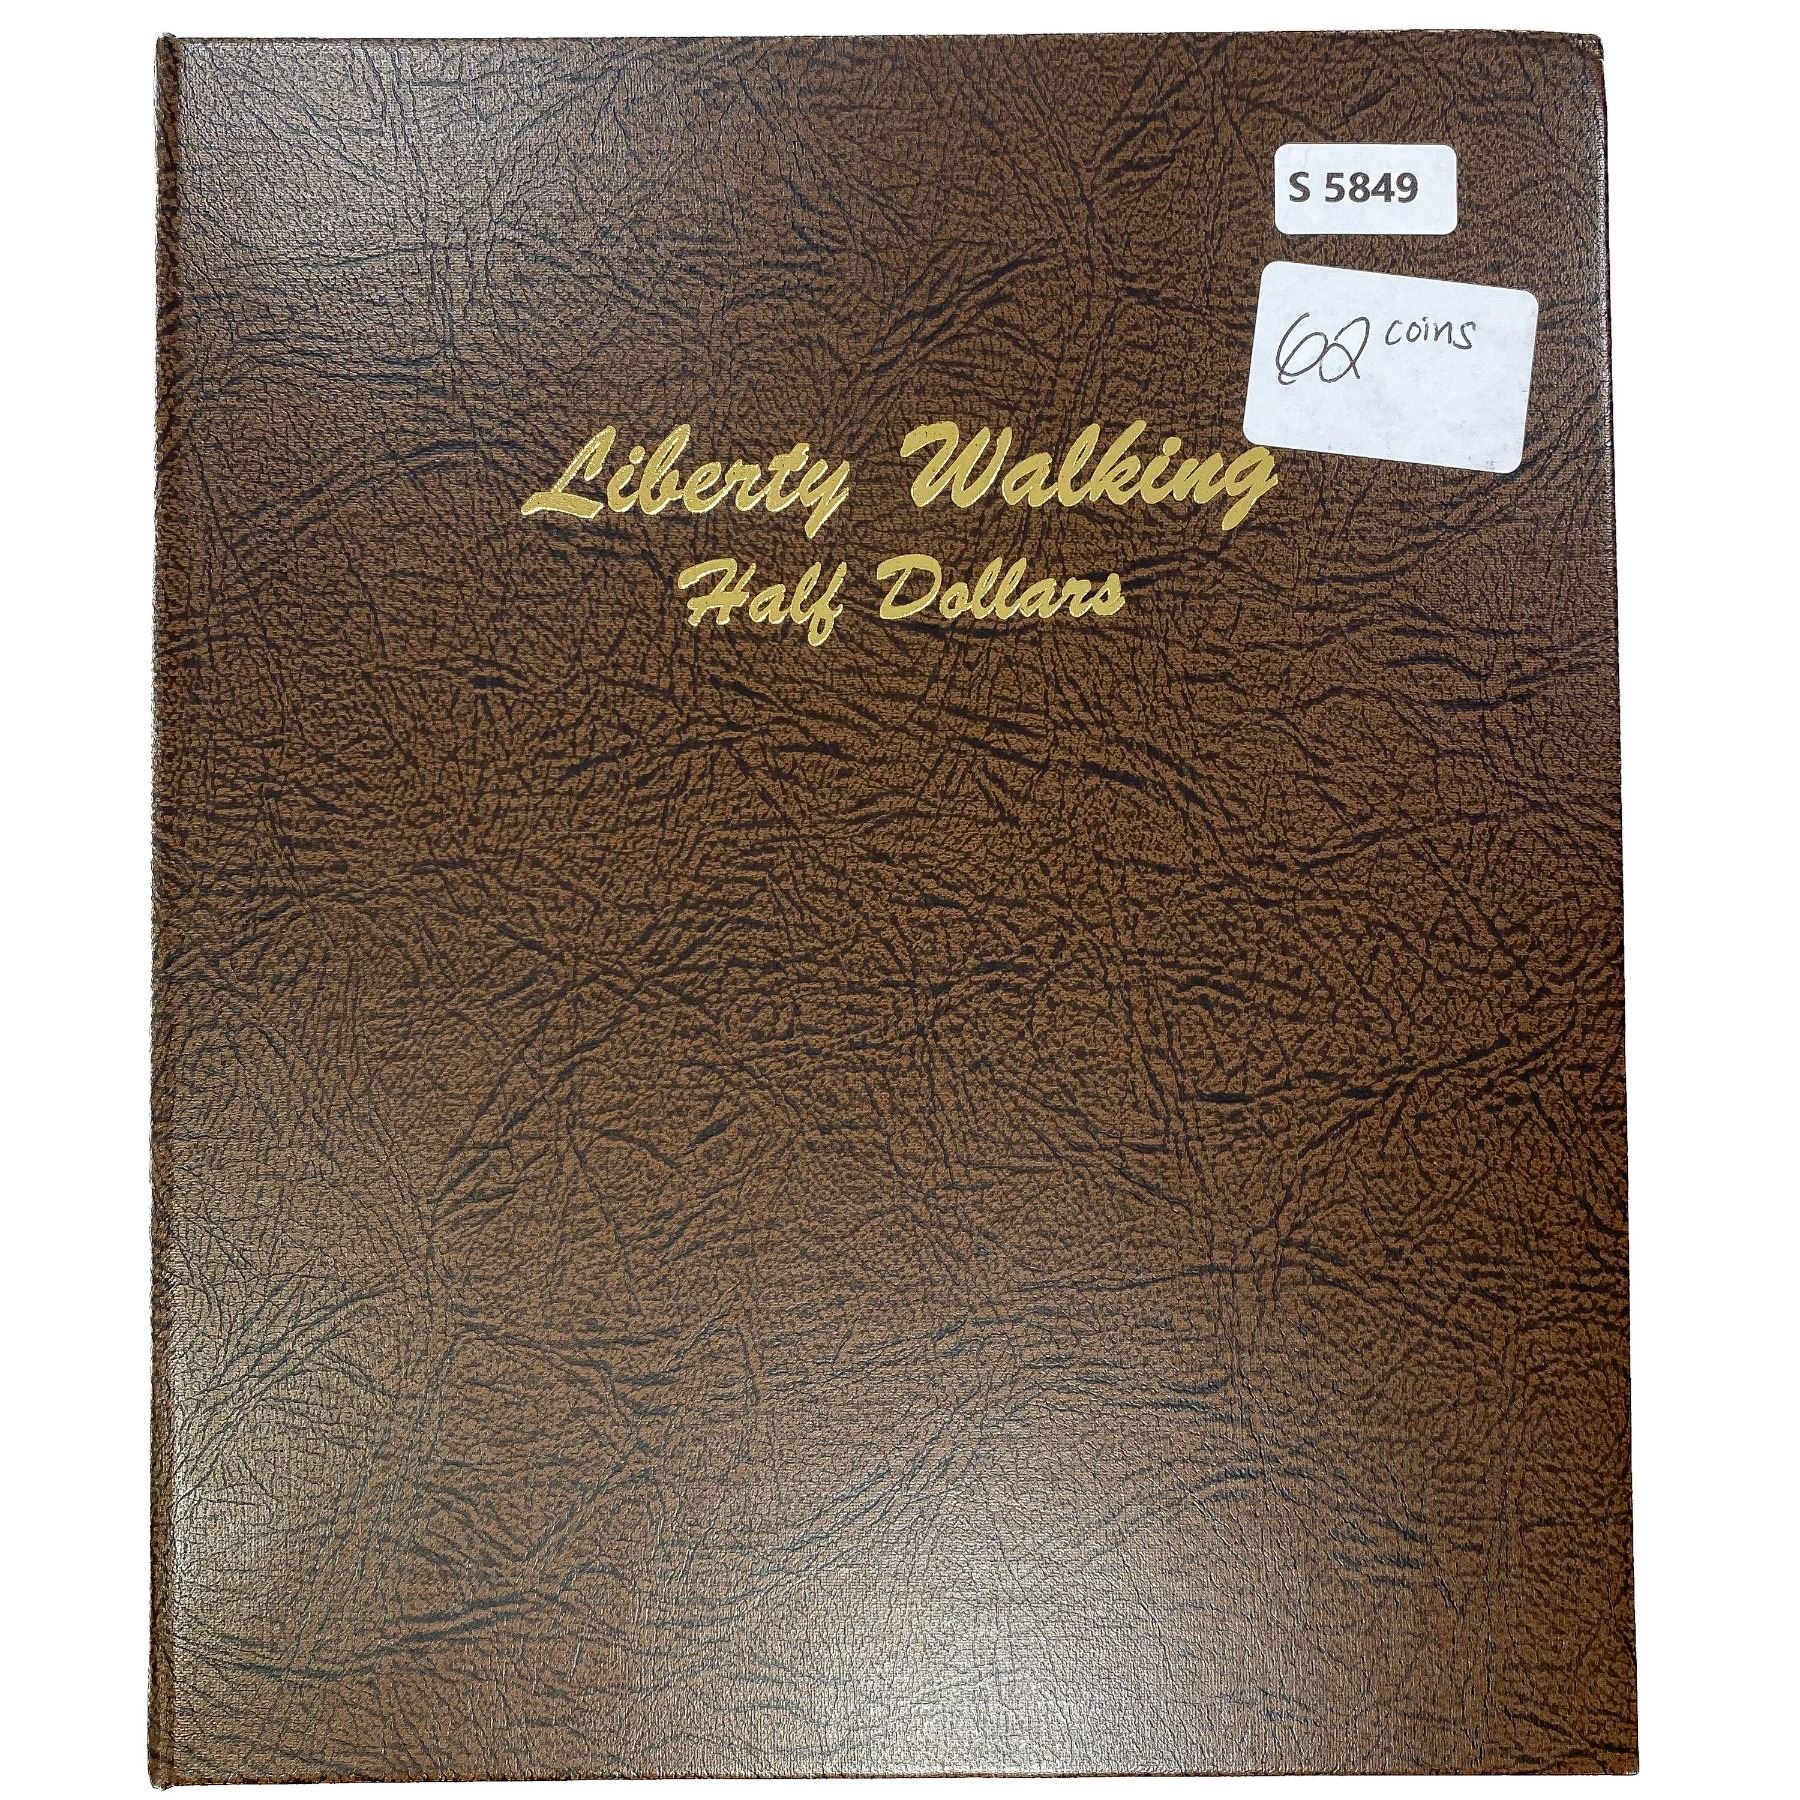 S 5849
62 coins
Liberty Walking
Half Dollars